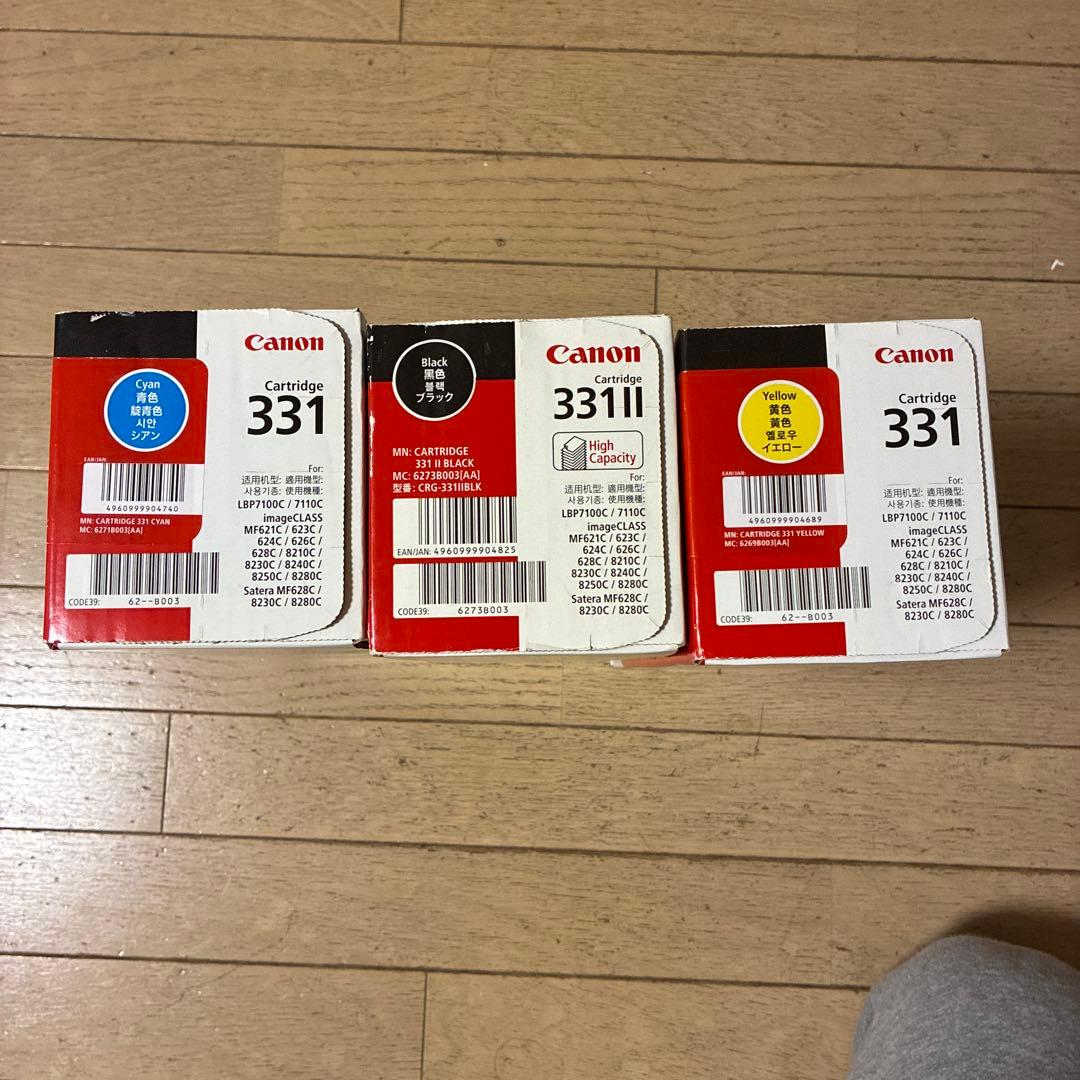 Cyan
青色
靛青色
시안
シアン
Canon
Cartridge
331
EAN/JAN:
4960999904740
MN: CARTRIDGE 331 CYAN
MC: 6271B003[AA]
CODE39:
62--B003
For:
适用机型: 適用機型:
사용기종: 使用機種:
LBP7100C / 7110C
imageCLASS
MF621C / 623C /
624C / 626C /
628C / 8210C /
8230C / 8240C /
8250C / 8280C
Satera MF628C /
8230C / 8280C
Black
黑色
블랙
ブラック
Canon
Cartridge
331II
High
Capacity
MN: CARTRIDGE
331 II BLACK
MC: 6273B003[AA]
型番: CRG-331IIBLK
EAN/JAN: 4960999904825
CODE39:
6273B003
For:
适用机型: 適用機型:
사용기종: 使用機種:
LBP7100C / 7110C
imageCLASS
MF621C / 623C /
624C / 626C /
628C / 8210C /
8230C / 8240C /
8250C / 8280C
Satera MF628C /
8230C / 8280C
Yellow
黄色
黃色
옐로우
イエロー
Canon
Cartridge
331
EAN/JAN:
4960999904689
MN: CARTRIDGE 331 YELLOW
MC: 6269B003[AA]
CODE39:
62--B003
For:
适用机型: 適用機型:
사용기종: 使用機種:
LBP7100C / 7110C
imageCLASS
MF621C / 623C /
624C / 626C /
628C / 8210C /
8230C / 8240C /
8250C / 8280C
Satera MF628C /
8230C / 8280C